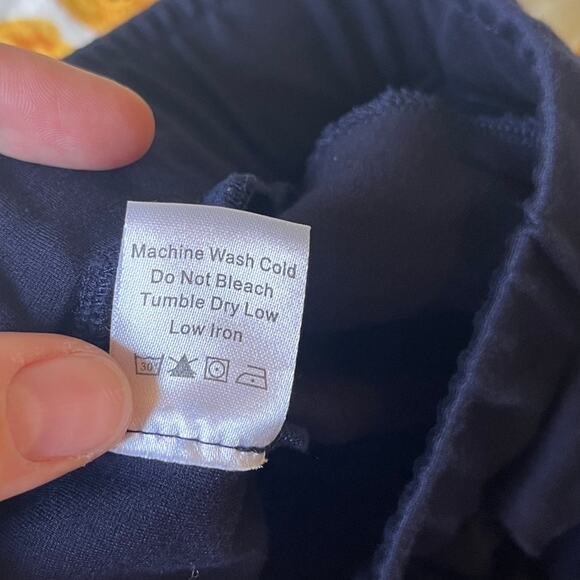 Machine Wash Cold
Do Not Bleach
Tumble Dry Low
Low Iron
30°